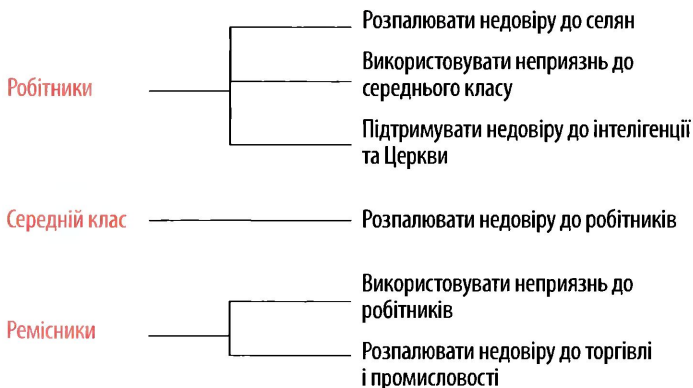 Робітники
Розпалювати недовіру до селян
Використовувати неприязнь до
середнього класу
Підтримувати недовіру до інтелігенції
та Церкви
Середній клас
Розпалювати недовіру до робітників
Ремісники
Використовувати неприязнь до
робітників
Розпалювати недовіру до торгівлі
і промисловості